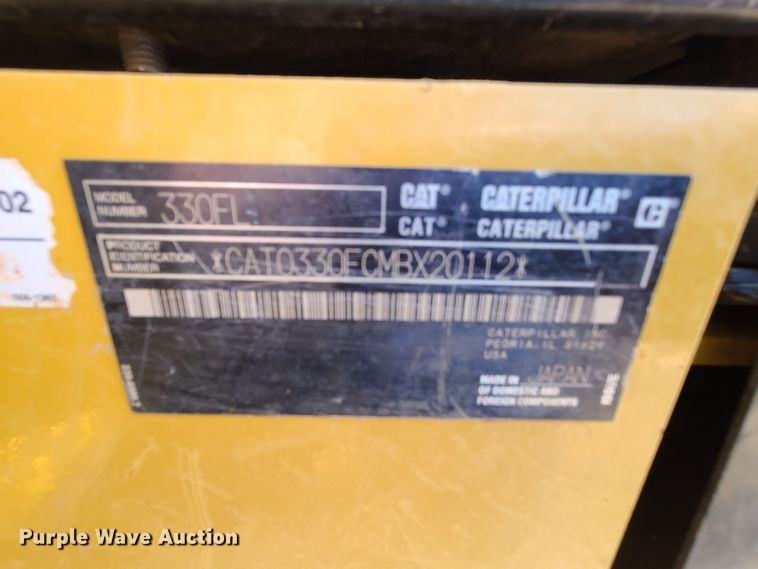 02
MODEL NUMBER 330FL
CAT® CATERPILLAR® C
CAT® CATERPILLAR®
PRODUCT IDENTIFICATION NUMBER *CAT0330FCMBX20112*
CATERPILLAR INC
PEORIA, IL 61629
USA
MADE IN JAPAN
OF DOMESTIC AND
FOREIGN COMPONENTS
Purple Wave Auction